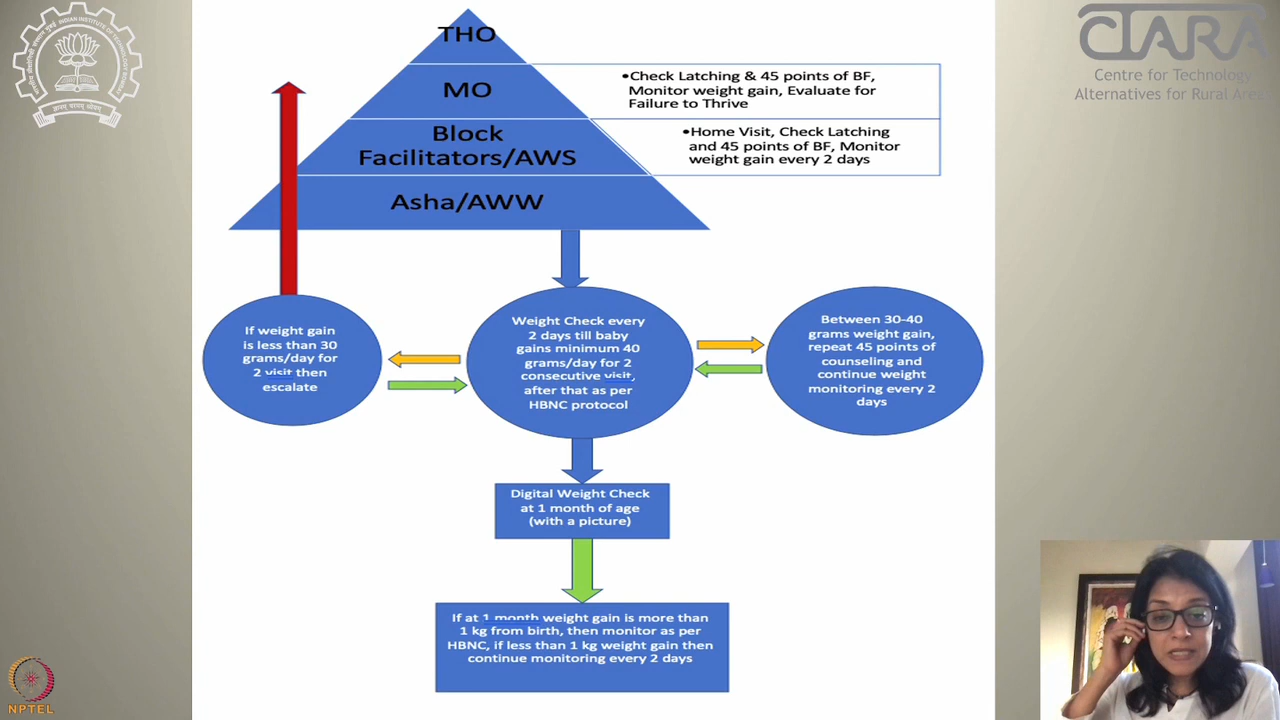 THO
MO
•Check Latching & 45 points of BF,
Monitor weight gain, Evaluate for
Failure to Thrive
Block
Facilitators/AWS
•Home Visit, Check Latching
and 45 points of BF, Monitor
weight gain every 2 days
Asha/AWW
If weight gain
is less than 30
grams/day for
2 visit then
escalate
Weight Check every
2 days till baby
gains minimum 40
grams/day for 2
consecutive visit,
after that as per
HBNC protocol
Between 30-40
grams weight gain,
repeat 45 points of
counseling and
continue weight
monitoring every 2
days
Digital Weight Check
at 1 month of age
(with a picture)
If at 1 month weight gain is more than
1 kg from birth, then monitor as per
HBNC, if less than 1 kg weight gain then
continue monitoring every 2 days
CTARA
Centre for Technology
Alternatives for Rural Areas
INDIAN INSTITUTE OF TECHNOLOGY BOMBAY
NPTEL